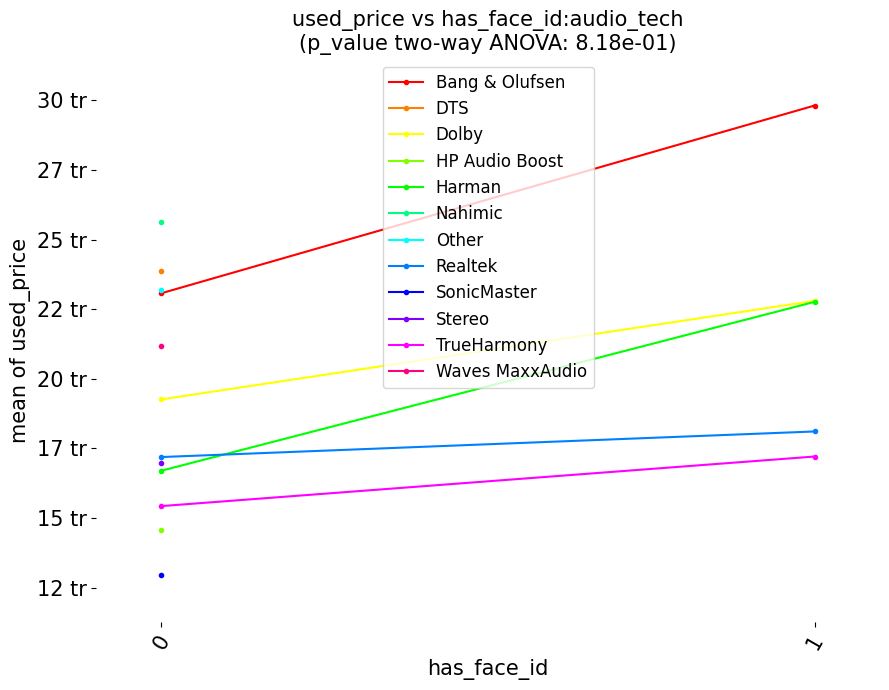 used_price vs has_face_id:audio_tech
(p_value two-way ANOVA: 8.18e-01)
30 tr
27 tr
25 tr
22 tr
20 tr
17 tr
15 tr
12 tr
mean of used_price
Bang & Olufsen
DTS
Dolby
HP Audio Boost
Harman
Nahimic
Other
Realtek
SonicMaster
Stereo
TrueHarmony
Waves MaxxAudio
0
1
has_face_id